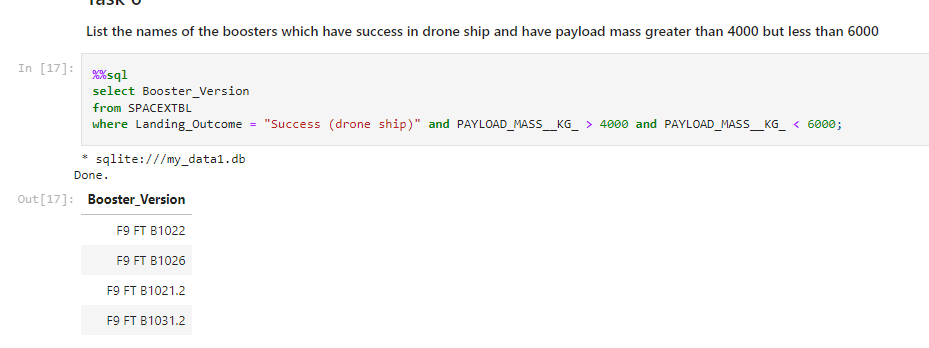 Task 6
List the names of the boosters which have success in drone ship and have payload mass greater than 4000 but less than 6000
In [17]:
%%sql
select Booster_Version
from SPACEXTBL
where Landing_Outcome = "Success (drone ship)" and PAYLOAD_MASS__KG_ > 4000 and PAYLOAD_MASS__KG_ < 6000;
* sqlite:///my_data1.db
Done.
Out[17]:
Booster_Version
F9 FT B1022
F9 FT B1026
F9 FT B1021.2
F9 FT B1031.2